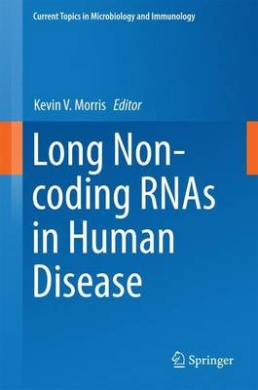 Current Topics in Microbiology and Immunology
Kevin V. Morris Editor
Long Non-
coding RNAs
in Human
Disease
Springer